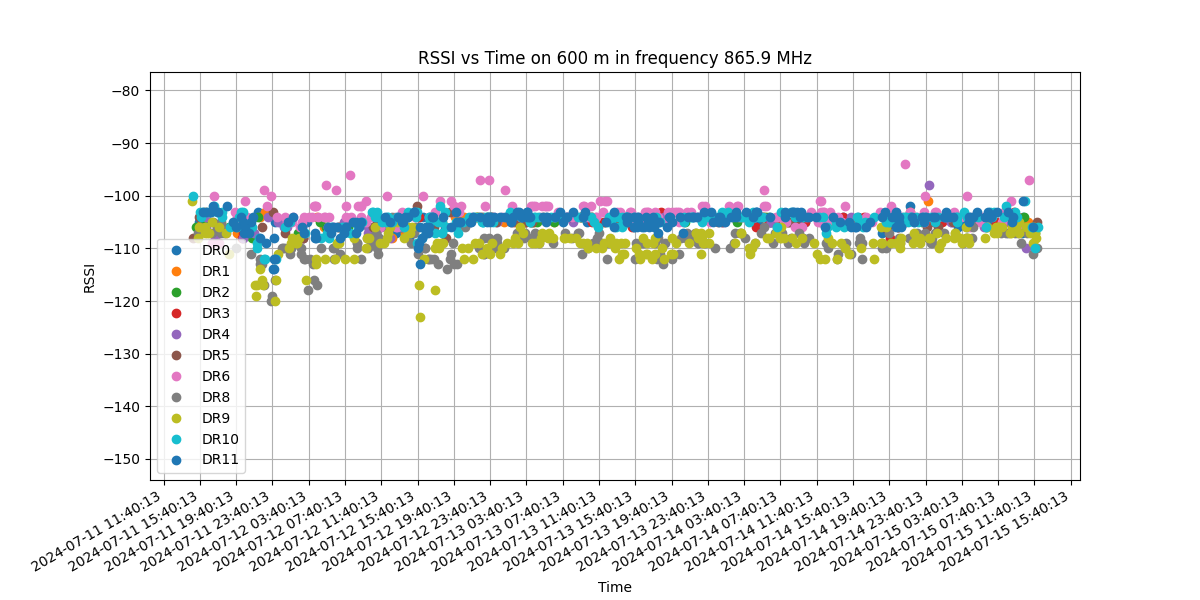 RSSI vs Time on 600 m in frequency 865.9 MHz
RSSI
−80
−90
−100
−110
−120
−130
−140
−150
DR0
DR1
DR2
DR3
DR4
DR5
DR6
DR8
DR9
DR10
DR11
2024-07-11 11:40:13
2024-07-11 15:40:13
2024-07-11 19:40:13
2024-07-11 23:40:13
2024-07-12 03:40:13
2024-07-12 07:40:13
2024-07-12 11:40:13
2024-07-12 15:40:13
2024-07-12 19:40:13
2024-07-12 23:40:13
2024-07-13 03:40:13
2024-07-13 07:40:13
2024-07-13 11:40:13
2024-07-13 15:40:13
2024-07-13 19:40:13
2024-07-13 23:40:13
2024-07-14 03:40:13
2024-07-14 07:40:13
2024-07-14 11:40:13
2024-07-14 15:40:13
2024-07-14 19:40:13
2024-07-14 23:40:13
2024-07-15 03:40:13
2024-07-15 07:40:13
2024-07-15 11:40:13
2024-07-15 15:40:13
Time